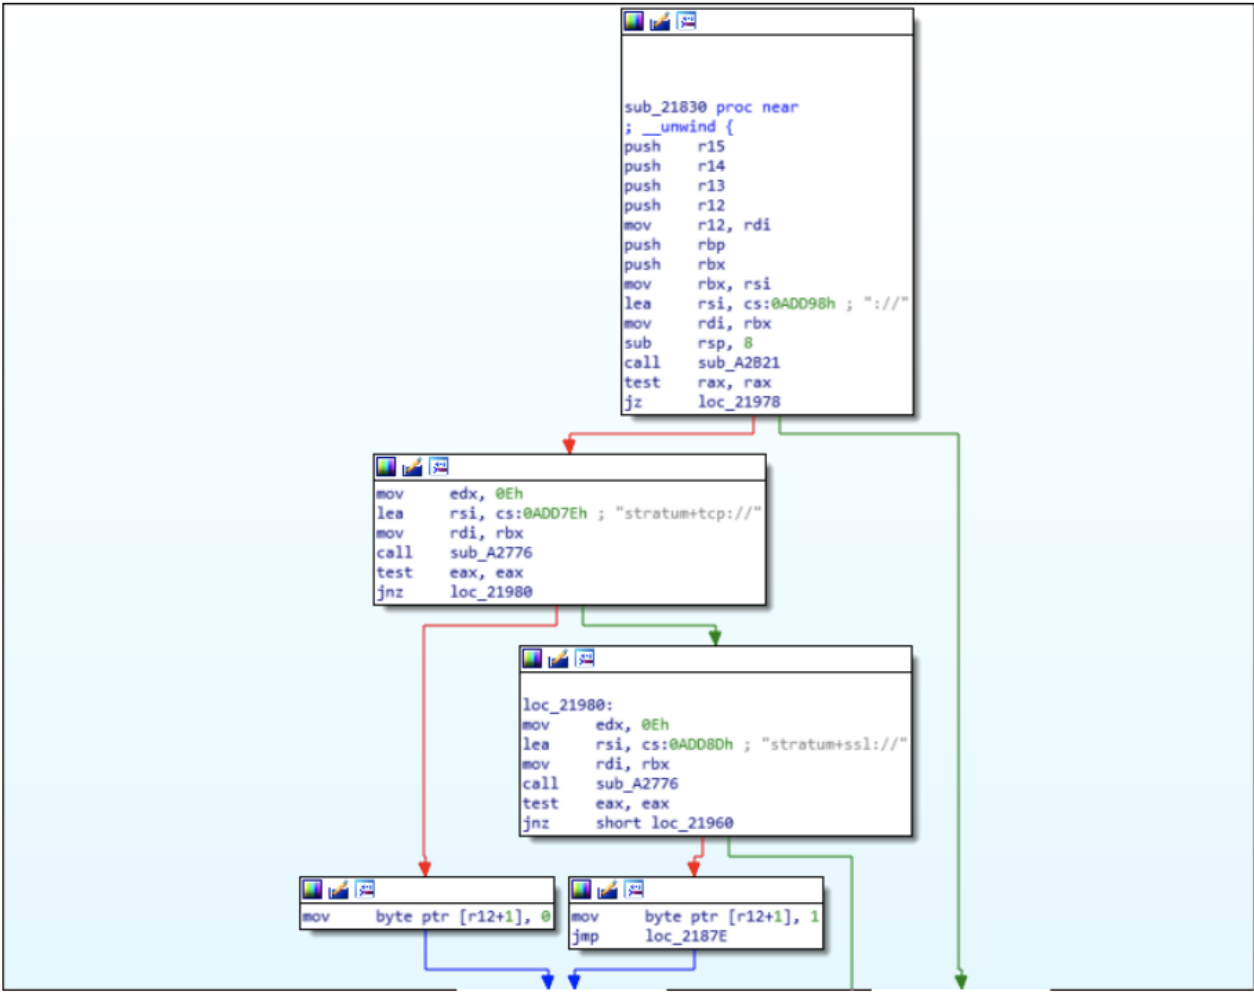 sub_21830 proc near
; __unwind {
push r15
push r14
push r13
push r12
mov r12, rdi
push rbp
push rbx
mov rbx, rsi
lea rsi, cs:0ADD98h ; "://"
mov rdi, rbx
sub rsp, 8
call sub_A2B21
test rax, rax
jz loc_21978
mov edx, 0Eh
lea rsi, cs:0ADD7Eh ; "stratum+tcp://"
mov rdi, rbx
call sub_A2776
test eax, eax
jnz loc_21980
loc_21980:
mov edx, 0Eh
lea rsi, cs:0ADD8Dh ; "stratum+ssl://"
mov rdi, rbx
call sub_A2776
test eax, eax
jnz short loc_21960
mov byte ptr [r12+1], 0
mov byte ptr [r12+1], 1
jmp loc_2187E